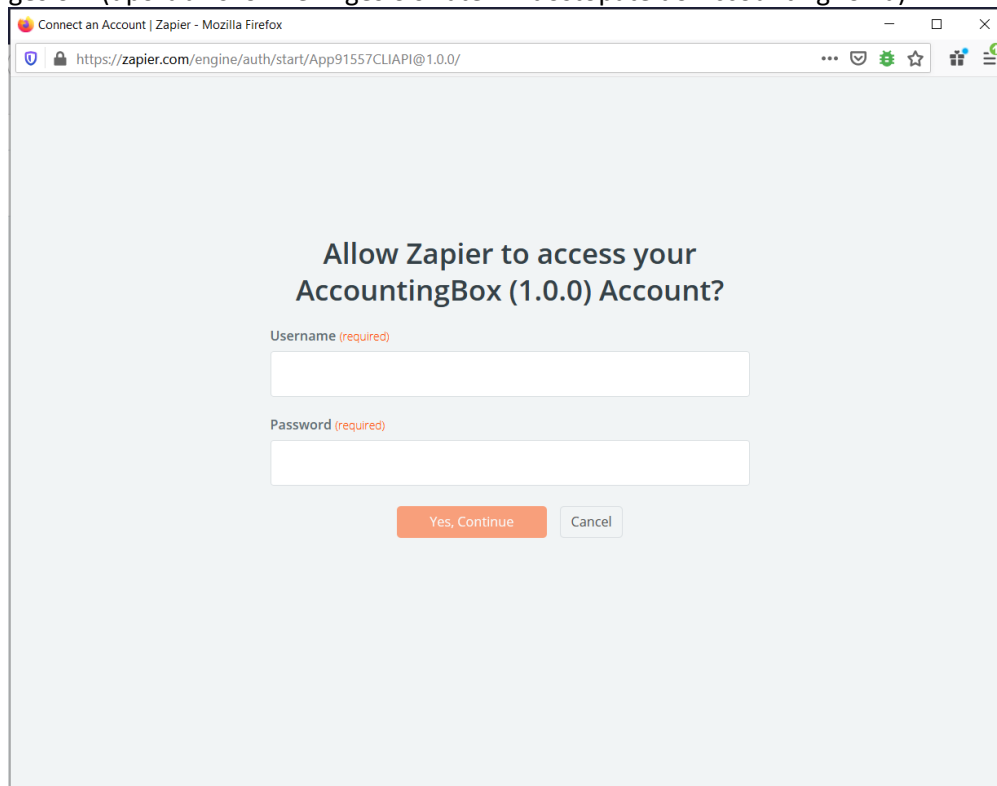 Connect an Account | Zapier - Mozilla Firefox
https://zapier.com/engine/auth/start/App91557CLIAPI@1.0.0/
Allow Zapier to access your
AccountingBox (1.0.0) Account?
Username (required)
Password (required)
Yes, Continue
Cancel